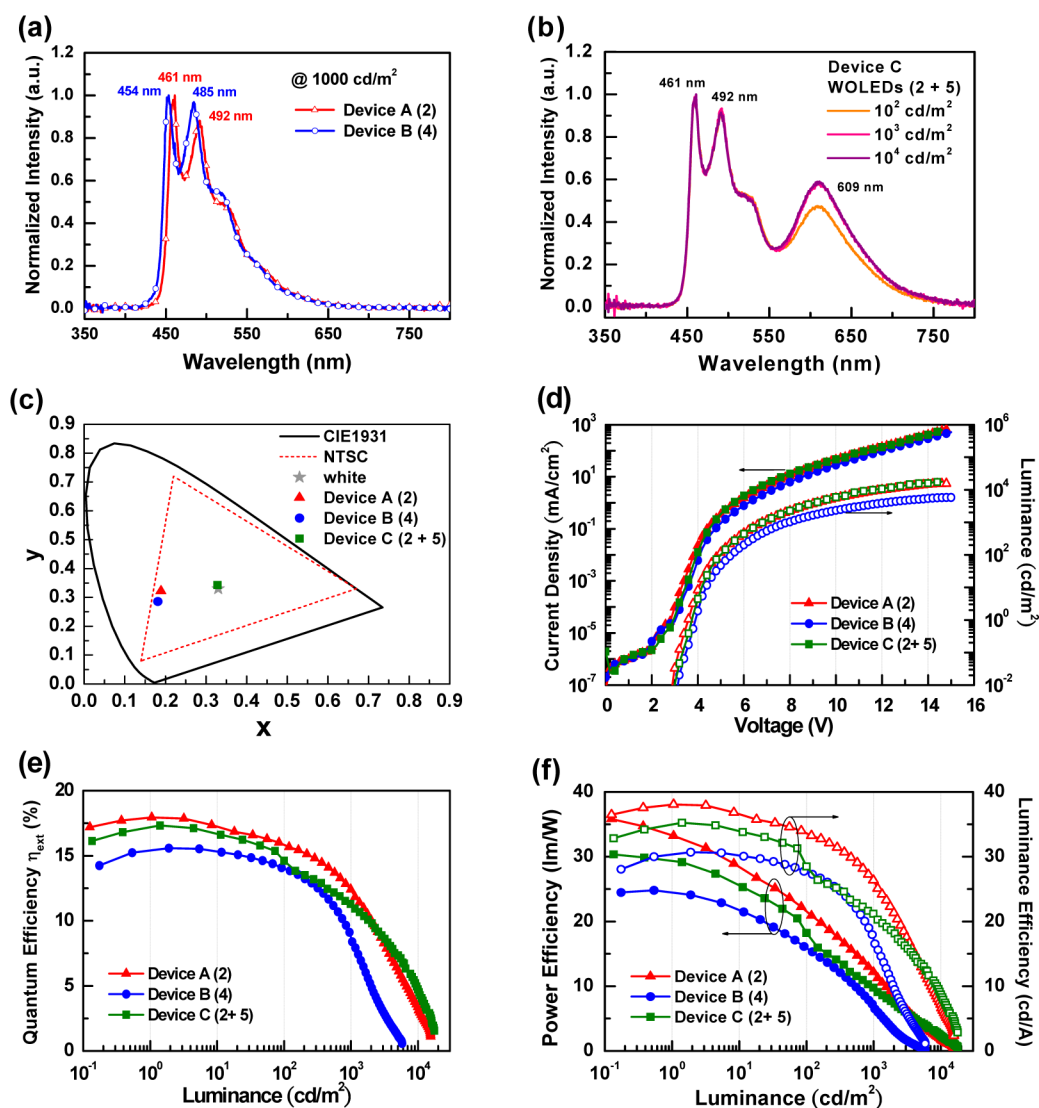 (a)
1.2
1.0
0.8
0.6
0.4
0.2
0.0
Normalized Intensity (a.u.)
461 nm
454 nm
485 nm
492 nm
@ 1000 cd/m²
Device A (2)
Device B (4)
350 450 550 650 750
Wavelength (nm)
(b)
1.2
1.0
0.8
0.6
0.4
0.2
0.0
Normalized Intensity (a.u.)
461 nm
492 nm
609 nm
Device C
WOLEDs (2 + 5)
10² cd/m²
10³ cd/m²
10⁴ cd/m²
350 450 550 650 750
Wavelength (nm)
(c)
0.9
0.8
0.7
0.6
0.5
0.4
0.3
0.2
0.1
0.0
y
CIE1931
NTSC
white
Device A (2)
Device B (4)
Device C (2 + 5)
0.0 0.1 0.2 0.3 0.4 0.5 0.6 0.7 0.8 0.9
x
(d)
10³
10¹
10⁻¹
10⁻³
10⁻⁵
10⁻⁷
Current Density (mA/cm²)
Device A (2)
Device B (4)
Device C (2+ 5)
10⁶
10⁴
10²
10⁰
10⁻²
Luminance (cd/m²)
0 2 4 6 8 10 12 14 16
Voltage (V)
(e)
20
17.5
15
12.5
10
7.5
5
2.5
0
Quantum Efficiency ηext (%)
Device A (2)
Device B (4)
Device C (2+ 5)
10⁻¹ 10⁰ 10¹ 10² 10³ 10⁴
Luminance (cd/m²)
(f)
40
35
30
25
20
15
10
5
0
Power Efficiency (lm/W)
Device A (2)
Device B (4)
Device C (2+ 5)
40
30
20
10
0
Luminance Efficiency (cd/A)
10⁻¹ 10⁰ 10¹ 10² 10³ 10⁴
Luminance (cd/m²)